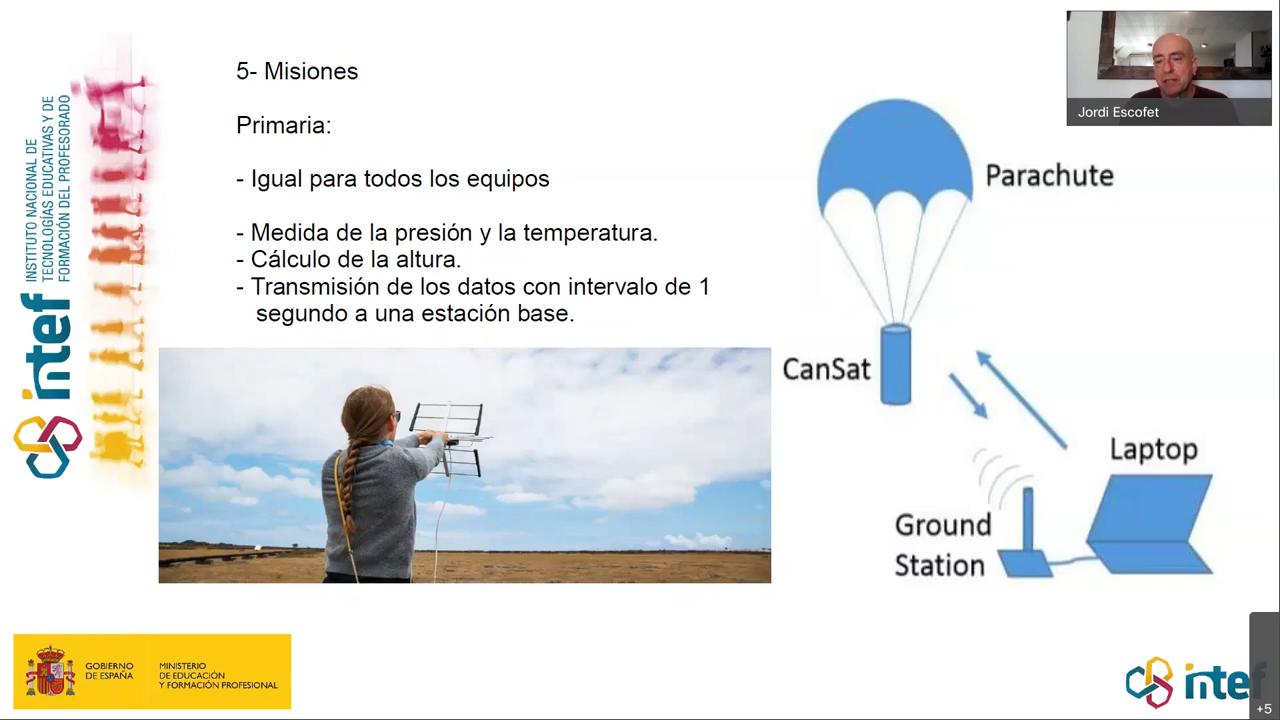 INSTITUTO NACIONAL DE
TECNOLOGÍAS EDUCATIVAS Y DE
FORMACIÓN DEL PROFESORADO
intef
5- Misiones
Primaria:
- Igual para todos los equipos
- Medida de la presión y la temperatura.
- Cálculo de la altura.
- Transmisión de los datos con intervalo de 1
segundo a una estación base.
Jordi Escofet
Parachute
CanSat
Laptop
Ground
Station
GOBIERNO
DE ESPAÑA
MINISTERIO
DE EDUCACIÓN
Y FORMACIÓN PROFESIONAL
intef
+5